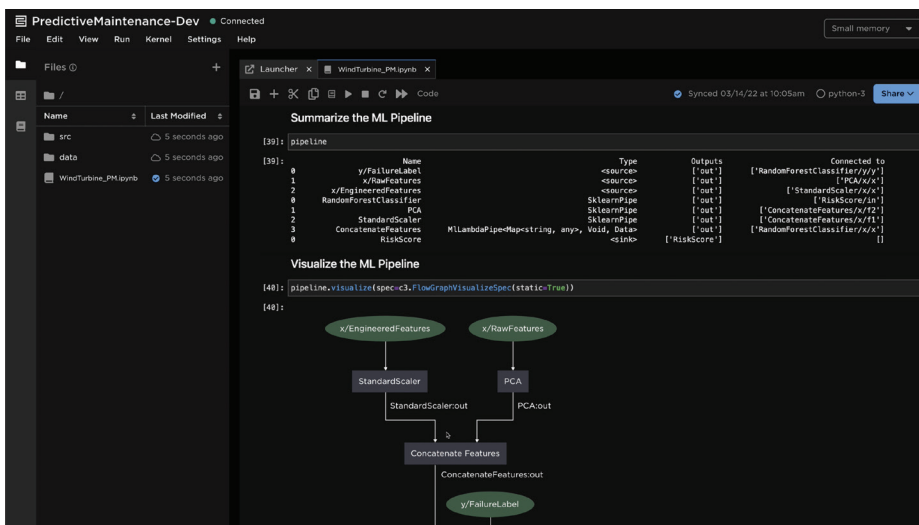 PredictiveMaintenance-Dev Connected
File Edit View Run Kernel Settings Help
Small memory
Files
Launcher WindTurbine_PM.ipynb
/
Code
Synced 03/14/22 at 10:05am python-3 Share
Name Last Modified
src 5 seconds ago
data 5 seconds ago
WindTurbine_PM.ipynb 5 seconds ago
Summarize the ML Pipeline
[39]: pipeline
[39]: Name Type Outputs Connected to
0 y/FailureLabel <source> ['out'] ['RandomForestClassifier/y/y']
1 x/RawFeatures <source> ['out'] ['PCA/x/x']
2 x/EngineeredFeatures <source> ['out'] ['StandardScaler/x/x']
0 RandomForestClassifier SklearnPipe ['out'] ['RiskScore/in']
1 PCA SklearnPipe ['out'] ['ConcatenateFeatures/x/f2']
2 StandardScaler SklearnPipe ['out'] ['ConcatenateFeatures/x/f1']
3 ConcatenateFeatures MlLambdaPipe<Map<string, any>, Void, Data> ['out'] ['RandomForestClassifier/x/x']
0 RiskScore <sink> ['RiskScore'] []
Visualize the ML Pipeline
[40]: pipeline.visualize(spec=c3.FlowGraphVisualizeSpec(static=True))
[40]:
x/EngineeredFeatures x/RawFeatures
StandardScaler PCA
StandardScaler:out PCA:out
Concatenate Features
ConcatenateFeatures:out
y/FailureLabel